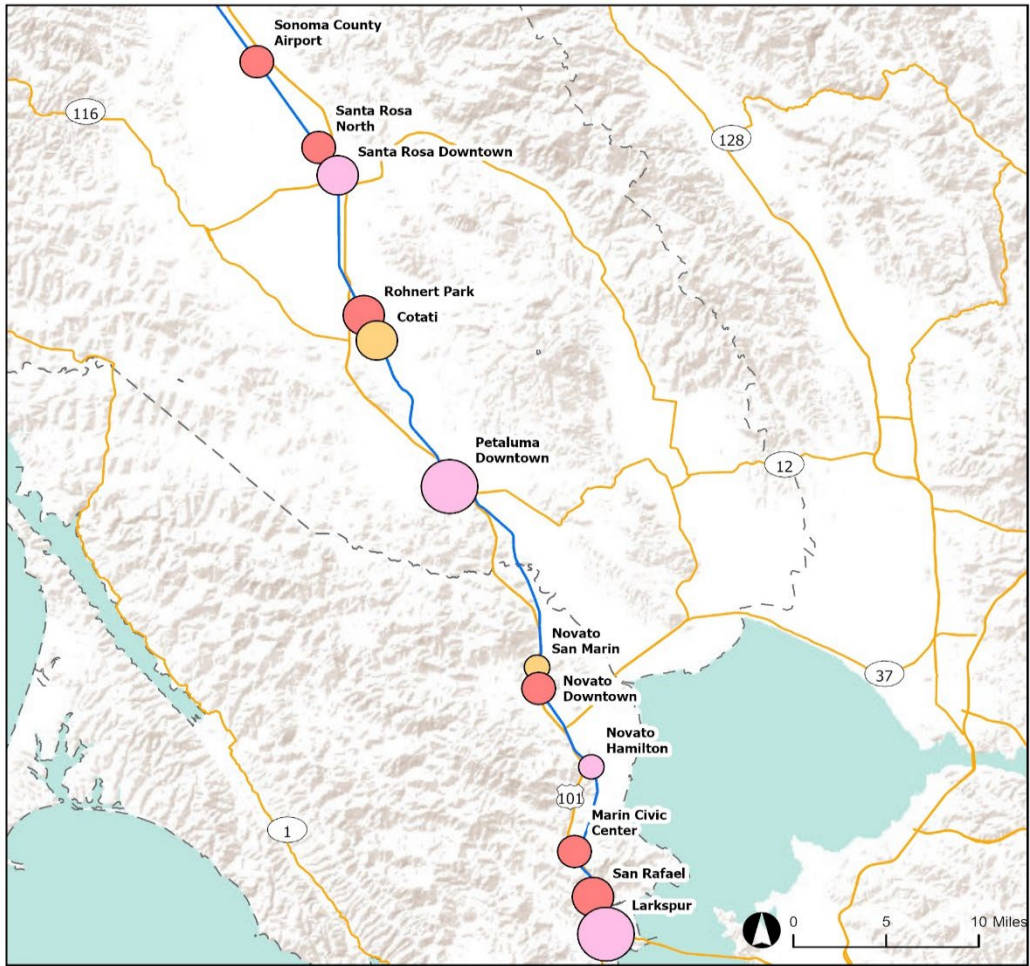 Sonoma County
Airport
116
Santa Rosa
North
128
Santa Rosa Downtown
Rohnert Park
Cotati
Petaluma
Downtown
12
Novato
San Marin
Novato
Downtown
37
Novato
Hamilton
101
1
Marin Civic
Center
San Rafael
Larkspur
0 5 10 Miles